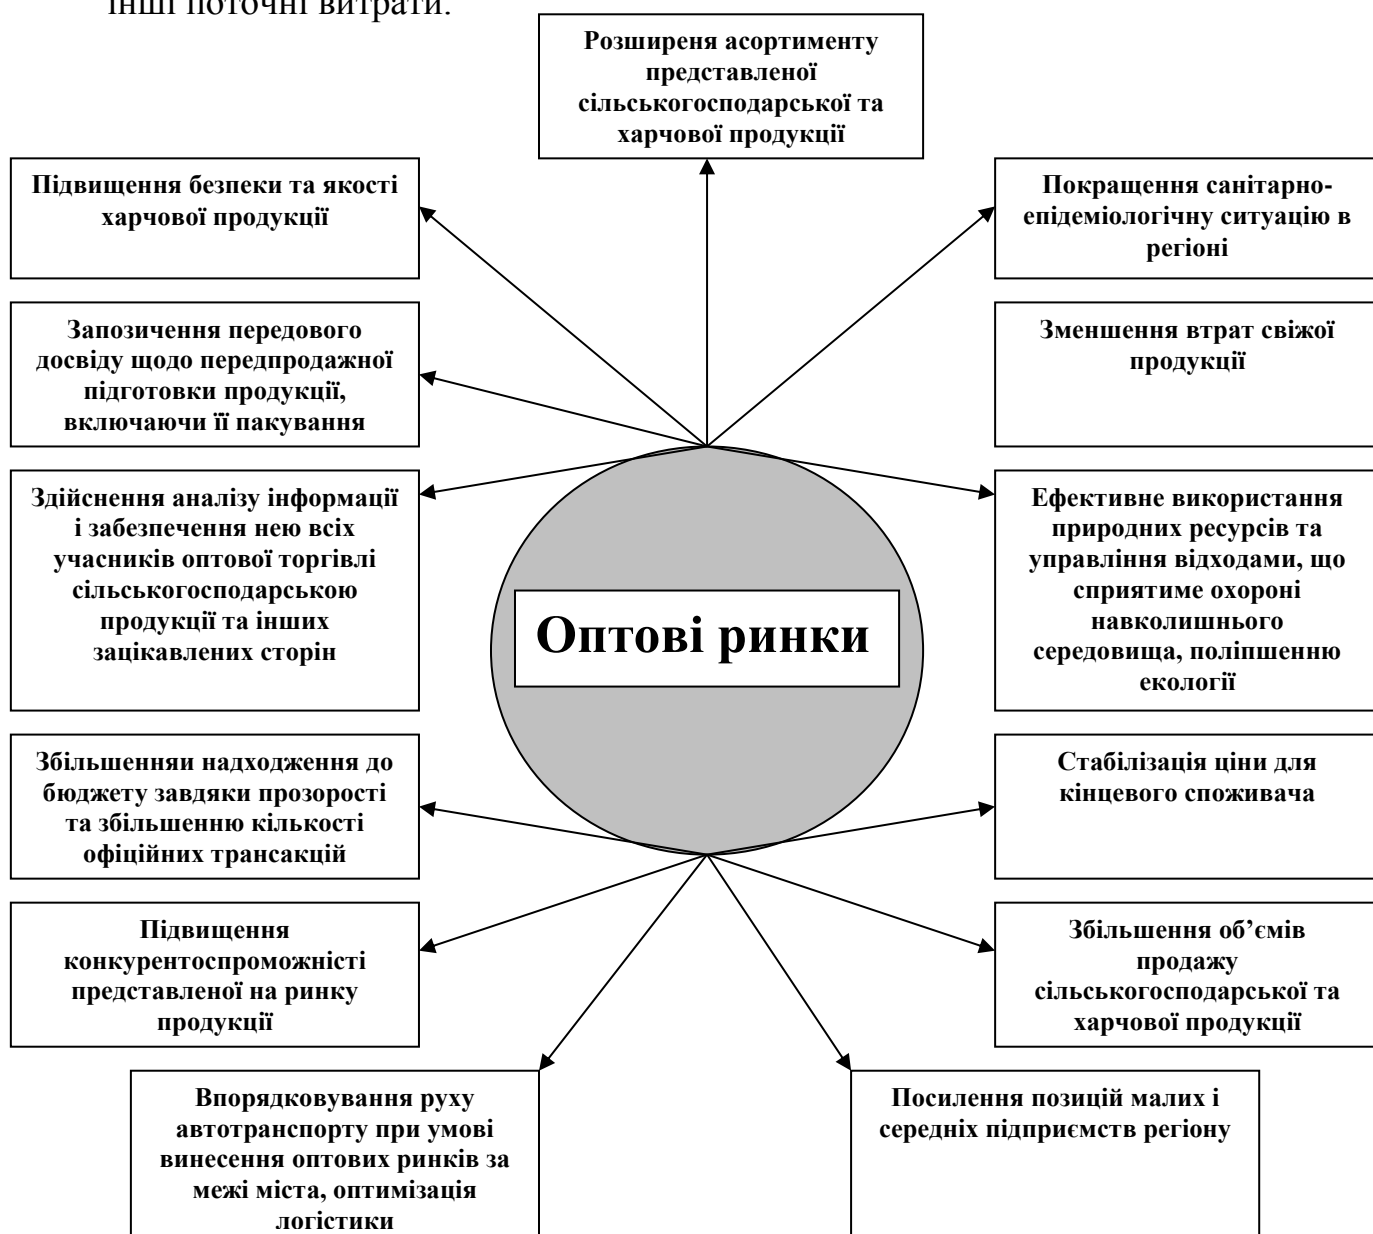 інші поточні витрати.
Розширеня асортименту
представленої
сільськогосподарської та
харчової продукції
Підвищення безпеки та якості
харчової продукції
Покращення санітарно-
епідеміологічну ситуацію в
регіоні
Запозичення передового
досвіду щодо передпродажної
підготовки продукції,
включаючи її пакування
Зменшення втрат свіжої
продукції
Здійснення аналізу інформації
і забезпечення нею всіх
учасників оптової торгівлі
сільськогосподарською
продукції та інших
зацікавлених сторін
Ефективне використання
природних ресурсів та
управління відходами, що
сприятиме охороні
навколишнього
середовища, поліпшенню
екології
Оптові ринки
Збільшенняи надходження до
бюджету завдяки прозорості
та збільшенню кількості
офіційних трансакцій
Стабілізація ціни для
кінцевого споживача
Підвищення
конкурентоспроможністі
представленої на ринку
продукції
Збільшення об’ємів
продажу
сільськогосподарської та
харчової продукції
Впорядковування руху
автотранспорту при умові
винесення оптових ринків за
межі міста, оптимізація
логістики
Посилення позицій малих і
середніх підприємств регіону